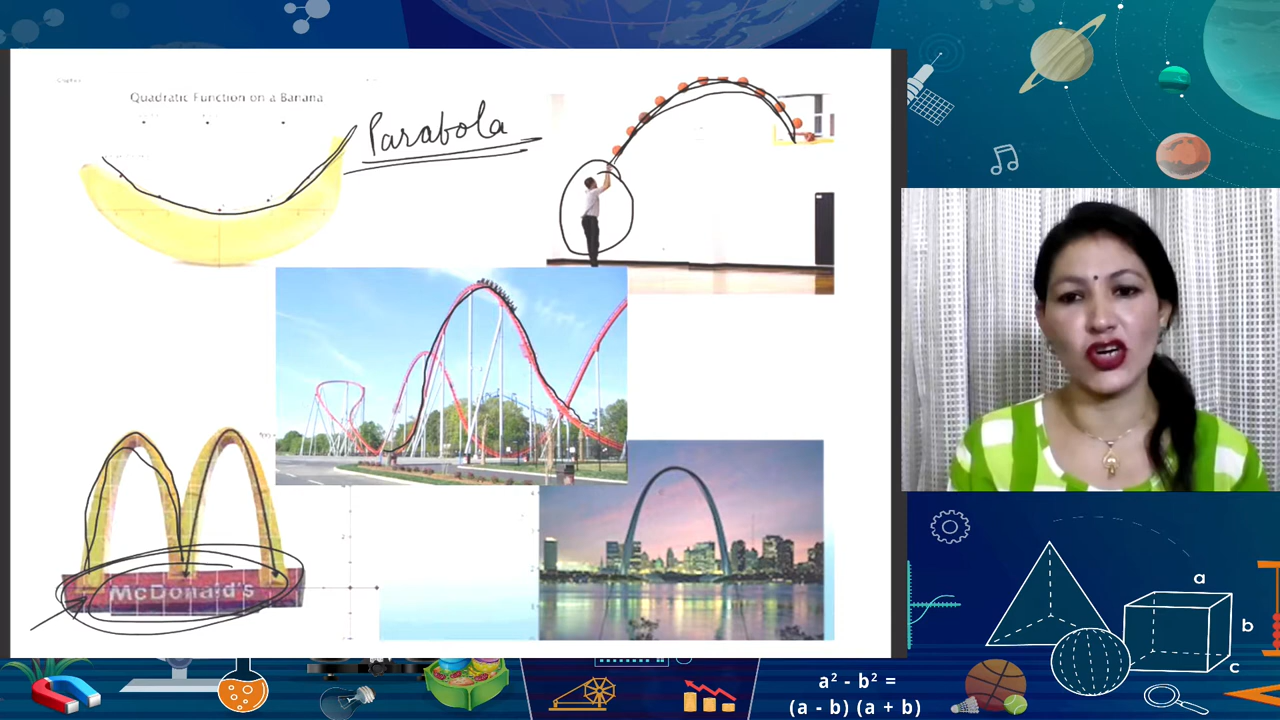 Quadratic Function on a Banana
Parabola
McDonald's
a² - b² =
(a - b) (a + b)
a
b
c